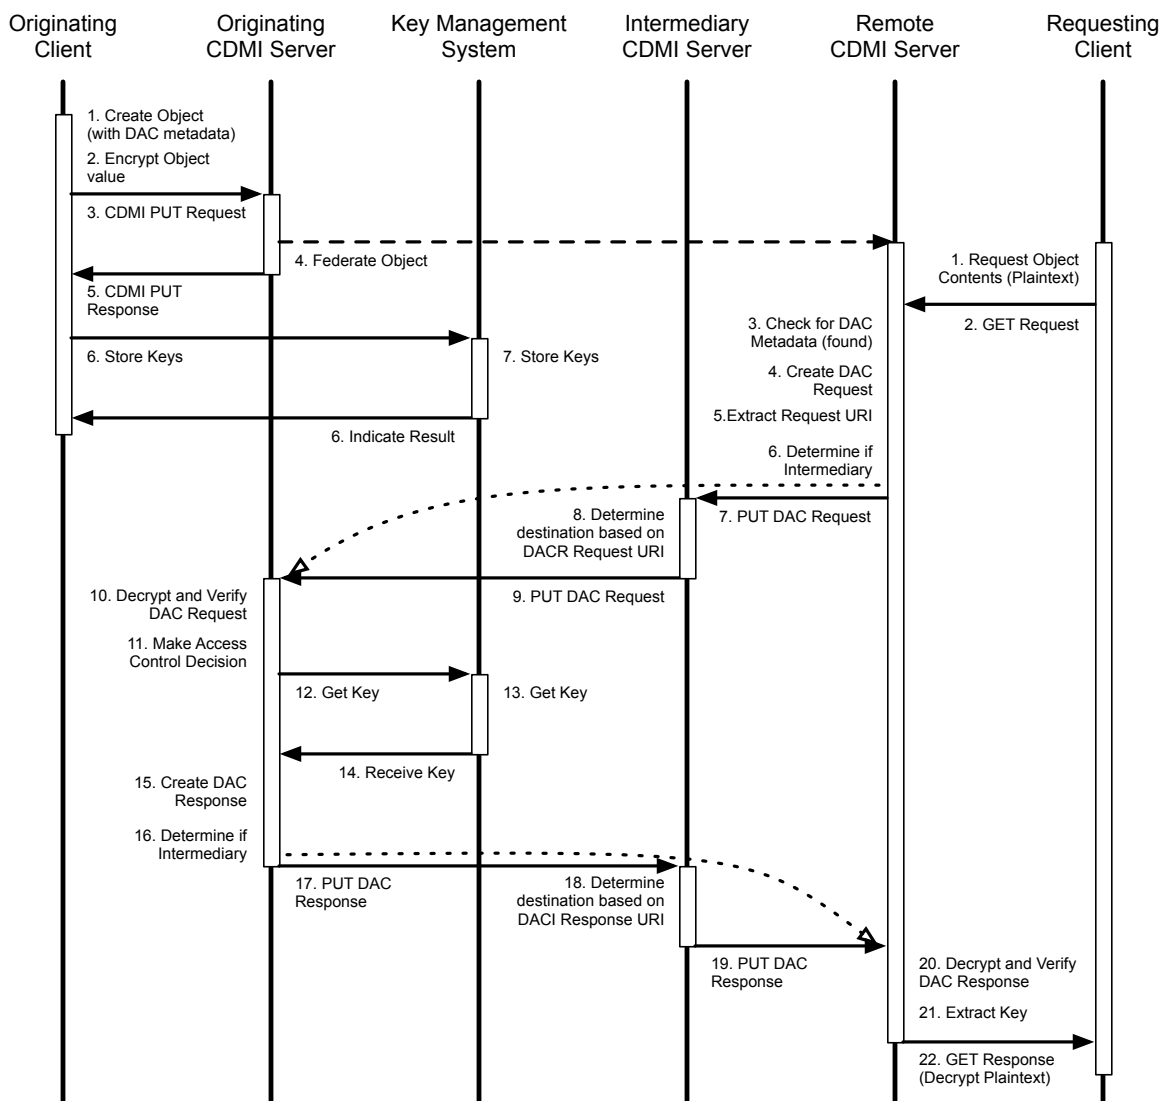 Originating
Client
Originating
CDMI Server
Key Management
System
Intermediary
CDMI Server
Remote
CDMI Server
Requesting
Client
1. Create Object
(with DAC metadata)
2. Encrypt Object
value
3. CDMI PUT Request
4. Federate Object
5. CDMI PUT
Response
6. Store Keys
7. Store Keys
6. Indicate Result
1. Request Object
Contents (Plaintext)
2. GET Request
3. Check for DAC
Metadata (found)
4. Create DAC
Request
5.Extract Request URI
6. Determine if
Intermediary
7. PUT DAC Request
8. Determine
destination based on
DACR Request URI
9. PUT DAC Request
10. Decrypt and Verify
DAC Request
11. Make Access
Control Decision
12. Get Key
13. Get Key
14. Receive Key
15. Create DAC
Response
16. Determine if
Intermediary
17. PUT DAC
Response
18. Determine
destination based on
DACI Response URI
19. PUT DAC
Response
20. Decrypt and Verify
DAC Response
21. Extract Key
22. GET Response
(Decrypt Plaintext)